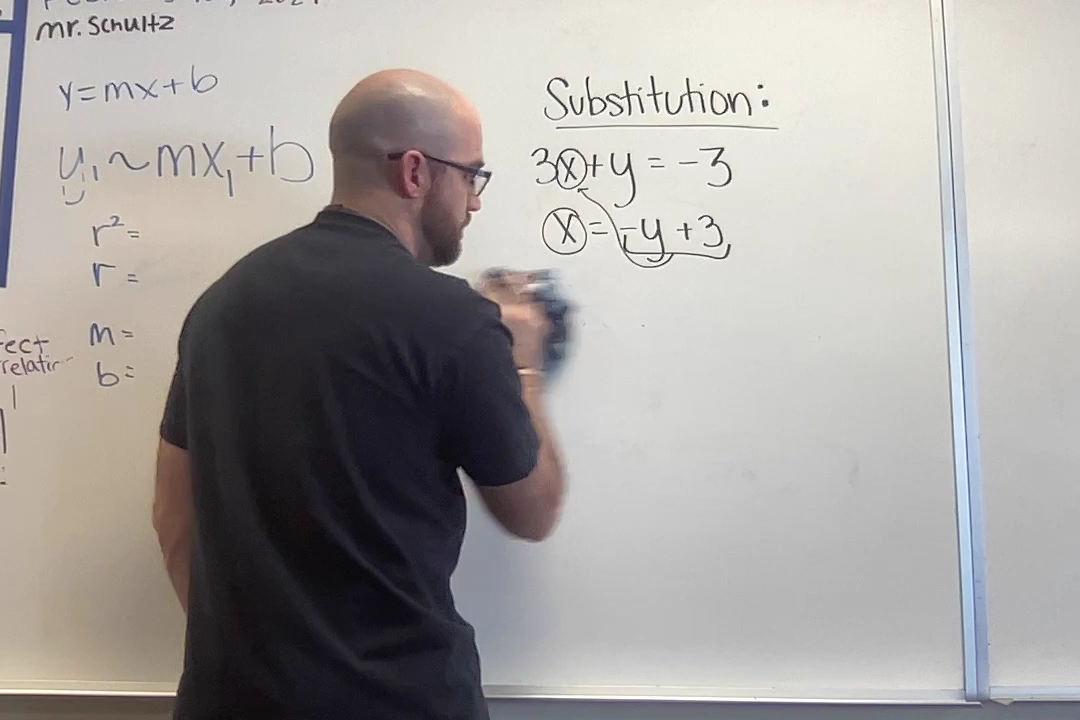 mr. Schultz
y=mx+b
y₁~mx₁+b
r²=
r=
m=
b=
Substitution:
3x+y=-3
x=-y+3